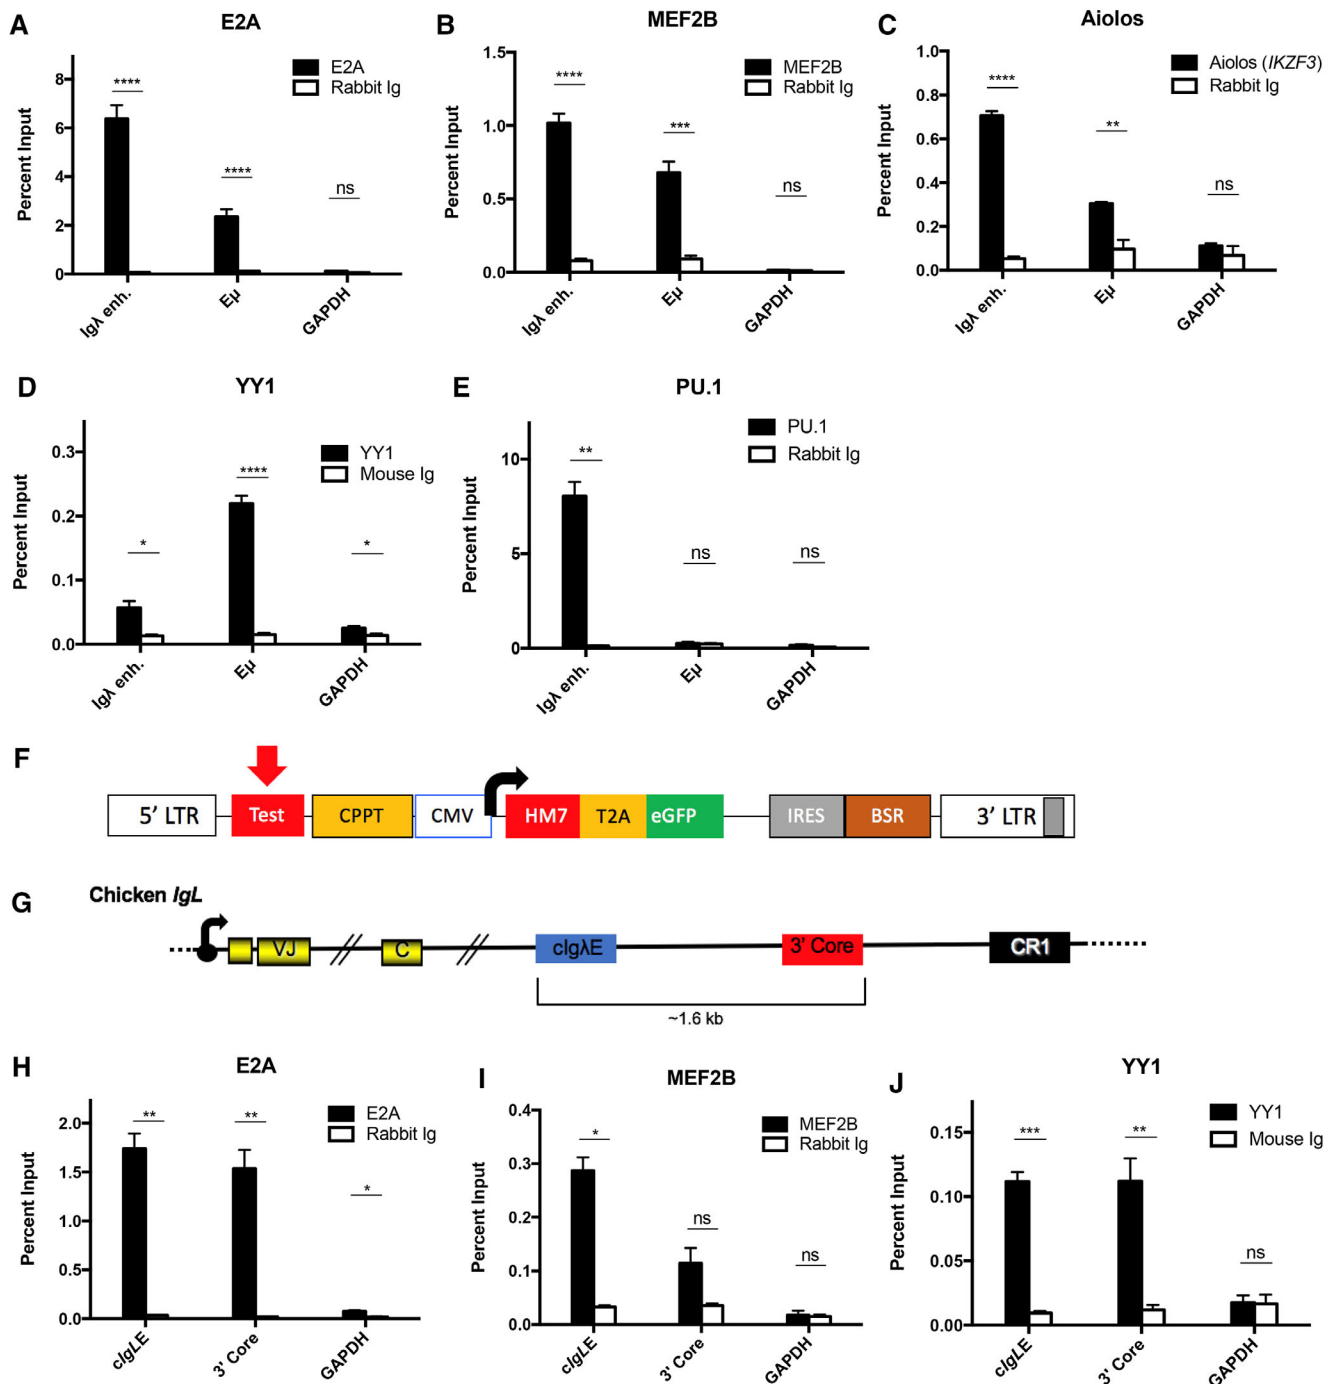 A
E2A
E2A
Rabbit Ig
Percent Input
8
6
4
2
0
****
****
ns
Igλ enh.
Eμ
GAPDH
B
MEF2B
MEF2B
Rabbit Ig
Percent Input
1.5
1.0
0.5
0.0
****
***
ns
Igλ enh.
Eμ
GAPDH
C
Aiolos
Aiolos (IKZF3)
Rabbit Ig
Percent Input
1.0
0.8
0.6
0.4
0.2
0.0
****
**
ns
Igλ enh.
Eμ
GAPDH
D
YY1
YY1
Mouse Ig
Percent Input
0.3
0.2
0.1
0.0
*
****
*
Igλ enh.
Eμ
GAPDH
E
PU.1
PU.1
Rabbit Ig
Percent Input
10
5
0
**
ns
ns
Igλ enh.
Eμ
GAPDH
F
5' LTR
Test
CPPT
CMV
HM7
T2A
eGFP
IRES
BSR
3' LTR
G
Chicken IgL
VJ
C
cIgλE
3' Core
CR1
~1.6 kb
H
E2A
E2A
Rabbit Ig
Percent Input
2.0
1.5
1.0
0.5
0.0
**
**
*
cIgLE
3' Core
GAPDH
I
MEF2B
MEF2B
Rabbit Ig
Percent Input
0.4
0.3
0.2
0.1
0.0
*
ns
ns
cIgLE
3' Core
GAPDH
J
YY1
YY1
Mouse Ig
Percent Input
0.15
0.10
0.05
0.00
***
**
ns
cIgLE
3' Core
GAPDH